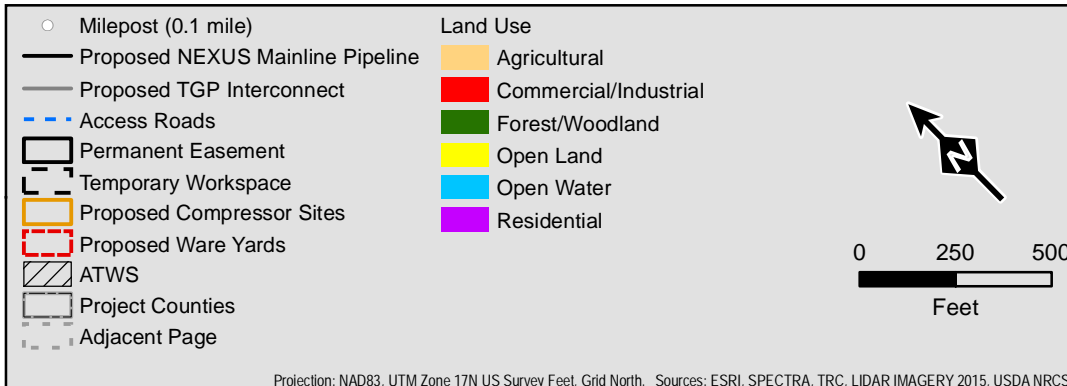 Milepost (0.1 mile)
Proposed NEXUS Mainline Pipeline
Proposed TGP Interconnect
Access Roads
Permanent Easement
Temporary Workspace
Proposed Compressor Sites
Proposed Ware Yards
ATWS
Project Counties
Adjacent Page
Land Use
Agricultural
Commercial/Industrial
Forest/Woodland
Open Land
Open Water
Residential
N
0 250 500
Feet
Projection: NAD83, UTM Zone 17N US Survey Feet, Grid North. Sources: ESRI, SPECTRA, TRC, LIDAR IMAGERY 2015, USDA NRCS